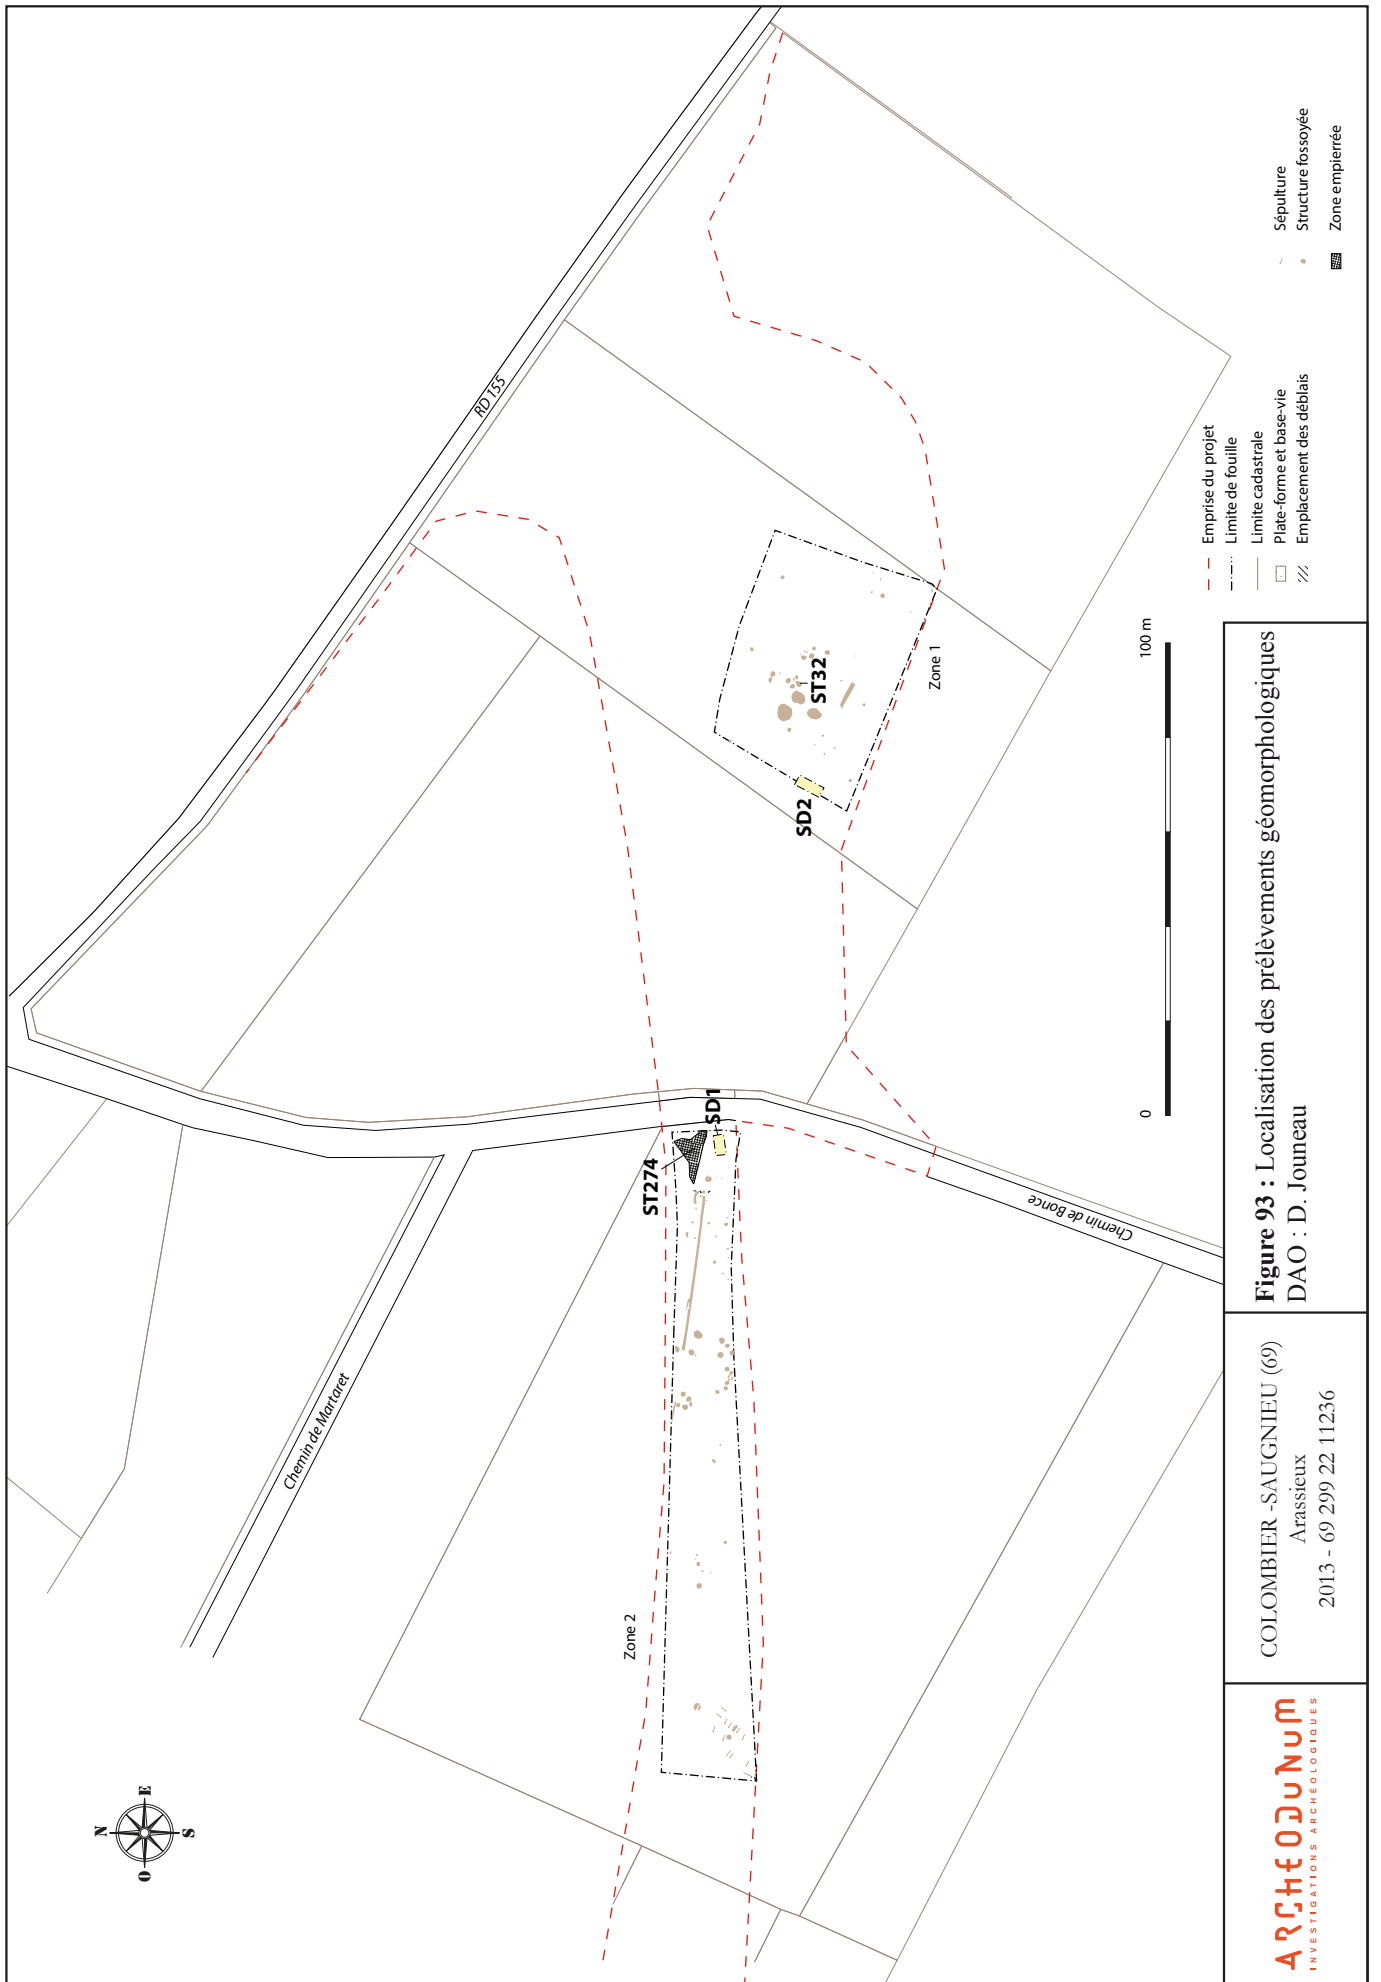 RD 155
Chemin de Martaret
Chemin de Bonce
ST274
SD1
Zone 2
ST32
SD2
Zone 1
N
O
E
S
0
100 m
Emprise du projet
Limite de fouille
Limite cadastrale
Plate-forme et base-vie
Emplacement des déblais
Sépulture
Structure fossoyée
Zone empierrée
ARCHEODUNUM
INVESTIGATIONS ARCHÉOLOGIQUES
COLOMBIER -SAUGNIEU (69)
Arassieux
2013 - 69 299 22 11236
Figure 93 : Localisation des prélèvements géomorphologiques
DAO : D. Jouneau